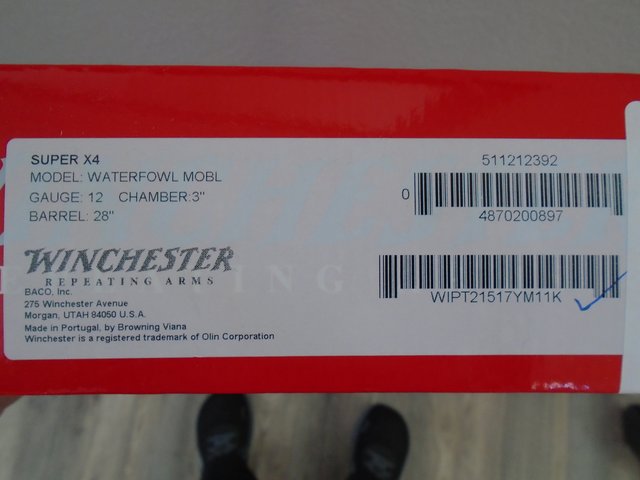 SUPER X4
MODEL: WATERFOWL MOBL
GAUGE: 12 CHAMBER:3"
BARREL: 28"
511212392
0
4870200897
WINCHESTER
REPEATING ARMS
BACO, Inc.
275 Winchester Avenue
Morgan, UTAH 84050 U.S.A.
Made in Portugal, by Browning Viana
Winchester is a registered trademark of Olin Corporation
WIPT21517YM11K